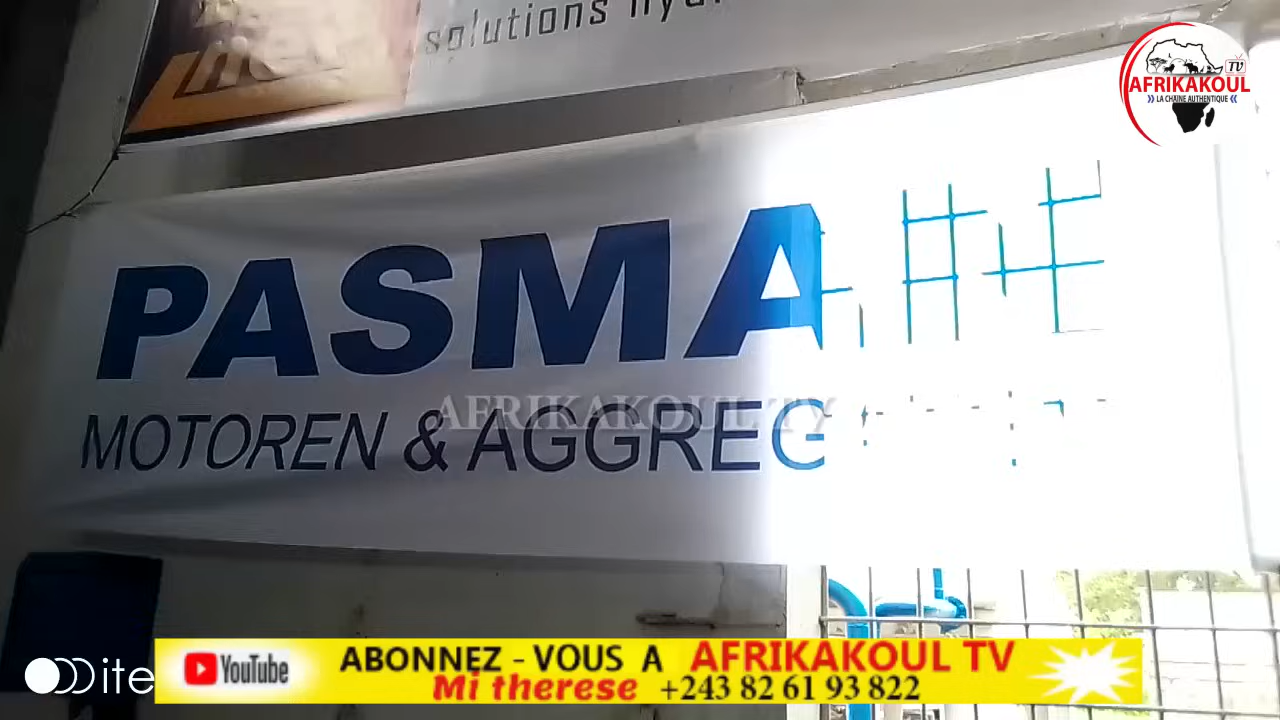 solutions
AFRIKAKOUL TV
LA CHAINE AUTHENTIQUE
PASMA
MOTOREN & AGGREG
AFRIKAKOUL TV
YouTube
ABONNEZ - VOUS A AFRIKAKOUL TV
Mi therese +243 82 61 93 822
ite